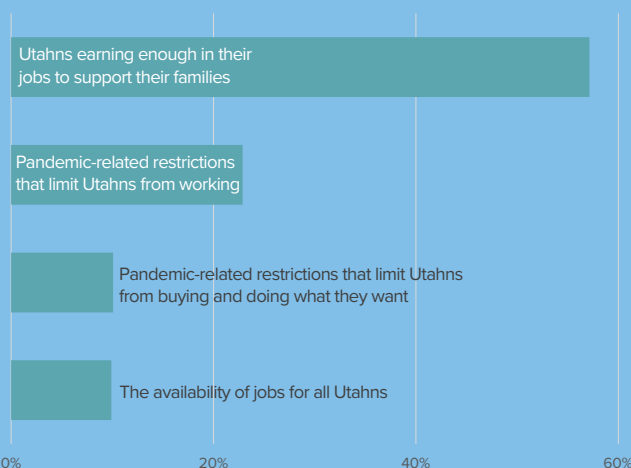 Utahns earning enough in their
jobs to support their families
Pandemic-related restrictions
that limit Utahns from working
Pandemic-related restrictions that limit Utahns
from buying and doing what they want
The availability of jobs for all Utahns
0% 20% 40% 60%